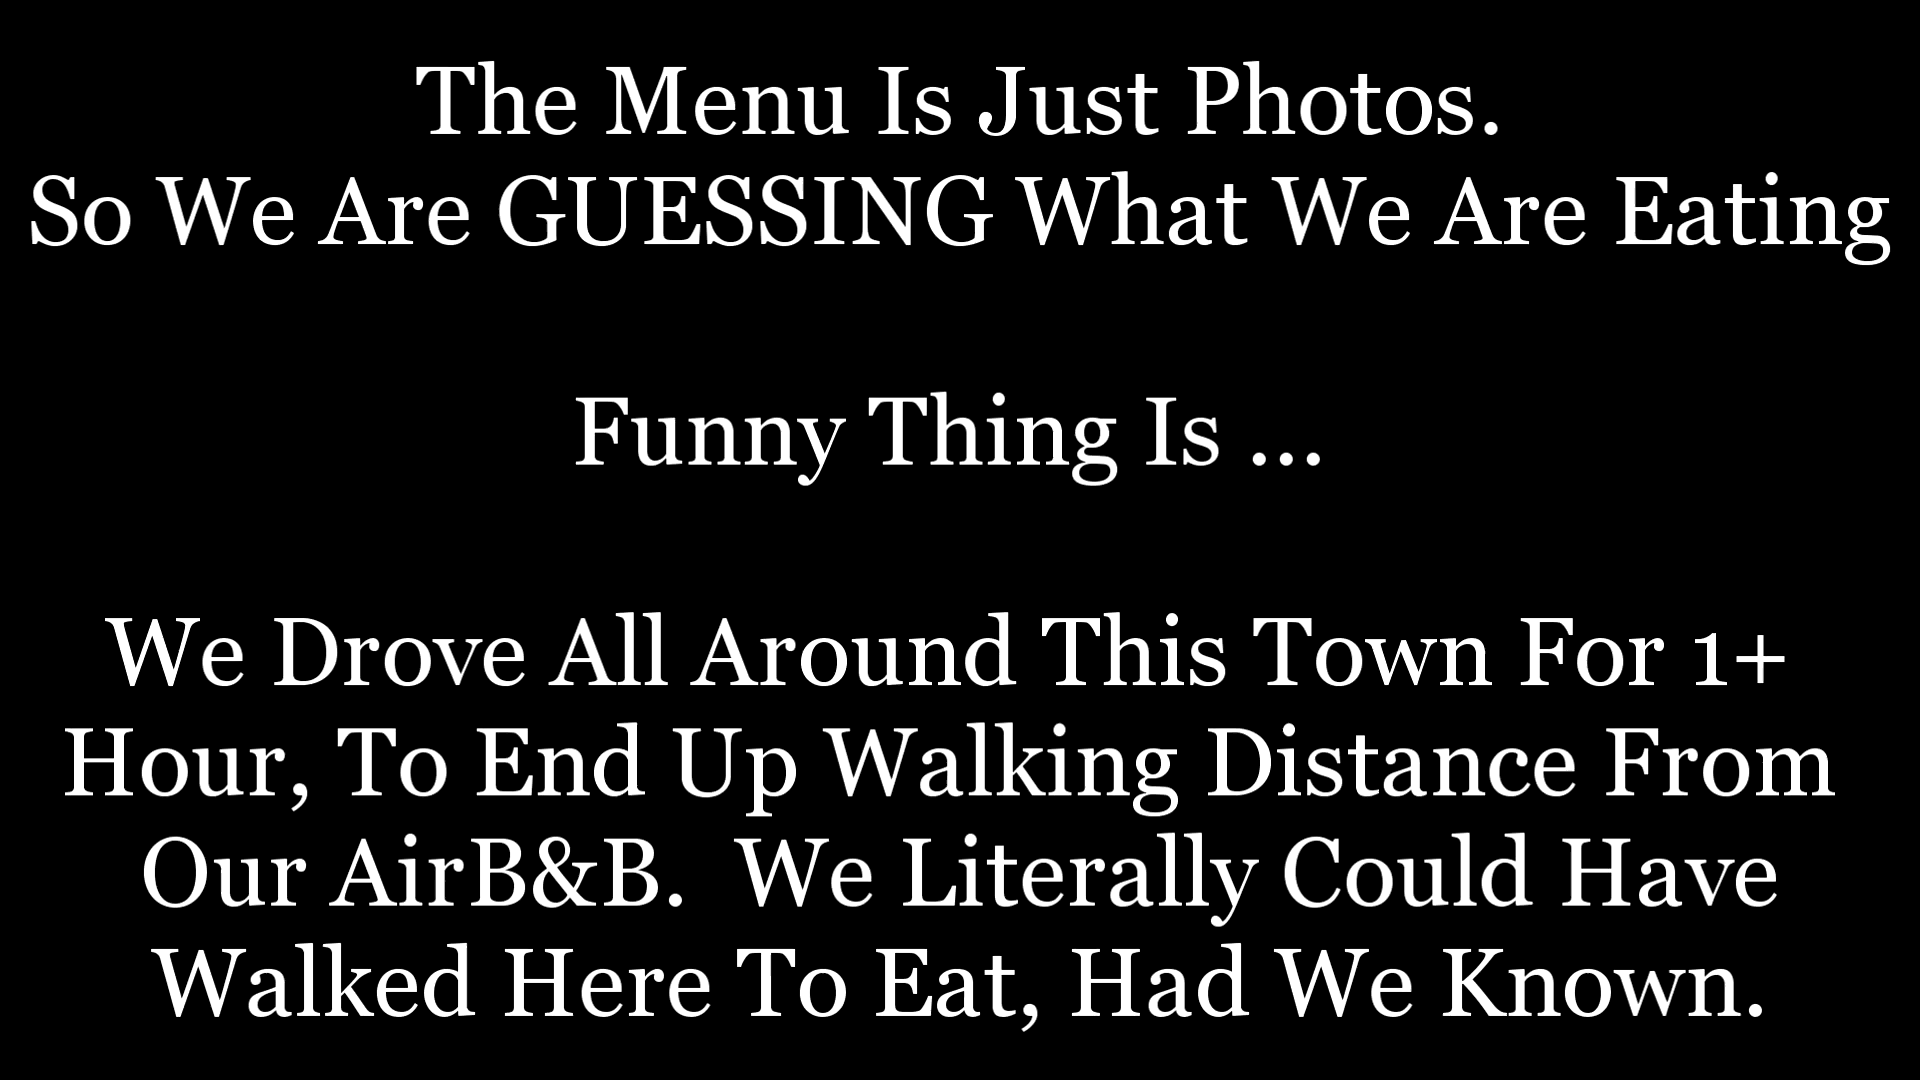 The Menu Is Just Photos.
So We Are GUESSING What We Are Eating
Funny Thing Is ...
We Drove All Around This Town For 1+
Hour, To End Up Walking Distance From
Our AirB&B.  We Literally Could Have
Walked Here To Eat, Had We Known.